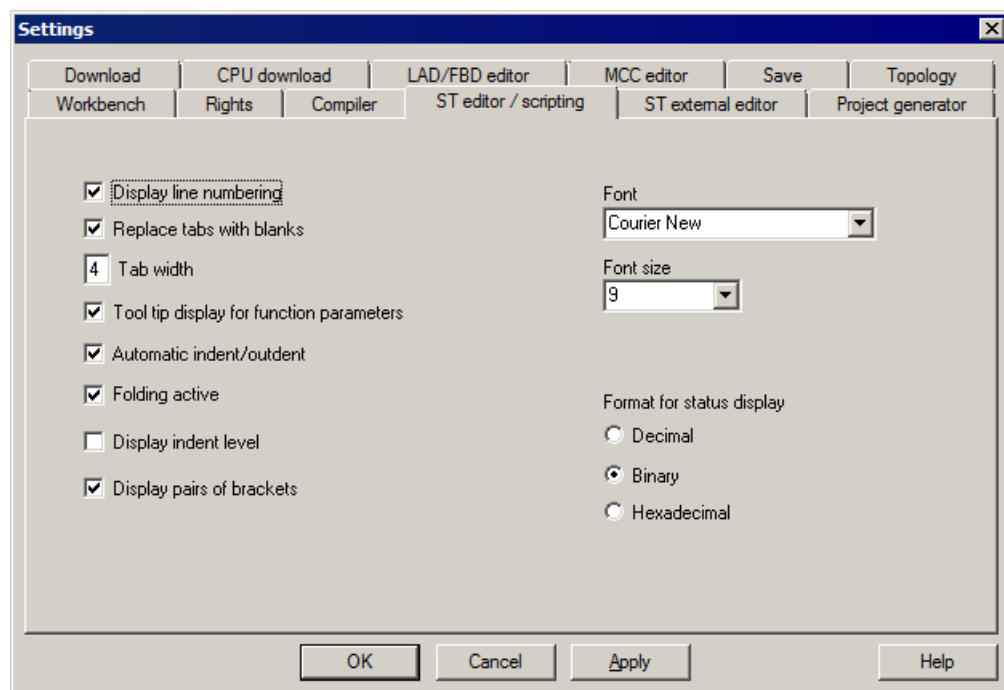 Settings
Download CPU download LAD/FBD editor MCC editor Save Topology
Workbench Rights Compiler ST editor / scripting ST external editor Project generator
Display line numbering
Replace tabs with blanks
4 Tab width
Tool tip display for function parameters
Automatic indent/outdent
Folding active
Display indent level
Display pairs of brackets
Font
Courier New
Font size
9
Format for status display
Decimal
Binary
Hexadecimal
OK Cancel Apply Help